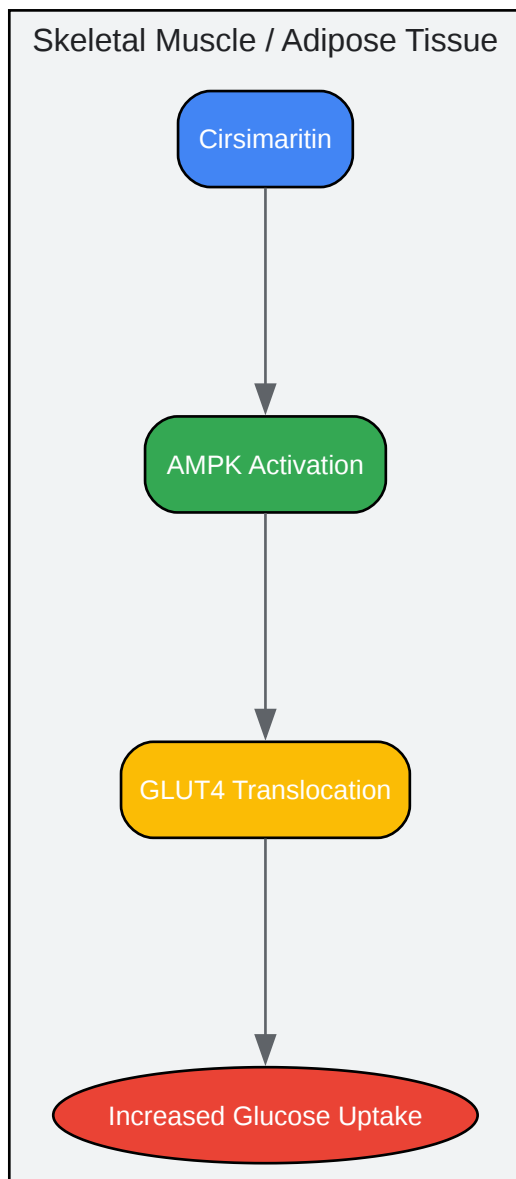 Skeletal Muscle / Adipose Tissue
Cirsimaritin
AMPK Activation
GLUT4 Translocation
Increased Glucose Uptake